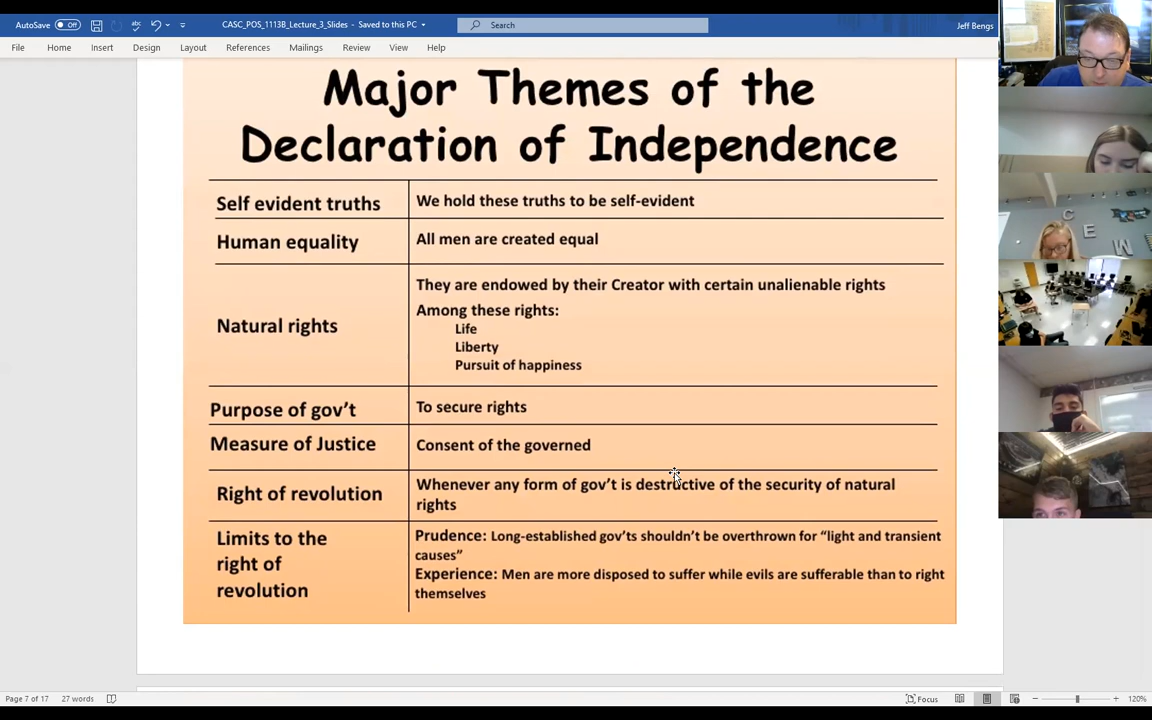 AutoSave Off CASC_POS_1113B_Lecture_3_Slides - Saved to this PC Search Jeff Bengs
File Home Insert Design Layout References Mailings Review View Help
Major Themes of the
Declaration of Independence
Self evident truths We hold these truths to be self-evident
Human equality All men are created equal
They are endowed by their Creator with certain unalienable rights
Among these rights:
Natural rights
Life
Liberty
Pursuit of happiness
Purpose of gov't To secure rights
Measure of Justice Consent of the governed
Right of revolution
Whenever any form of gov't is destructive of the security of natural
rights
Limits to the
right of
revolution
Prudence: Long-established gov'ts shouldn't be overthrown for “light and transient
causes”
Experience: Men are more disposed to suffer while evils are sufferable than to right
themselves
C
E
W
Page 7 of 17 27 words Focus 120%